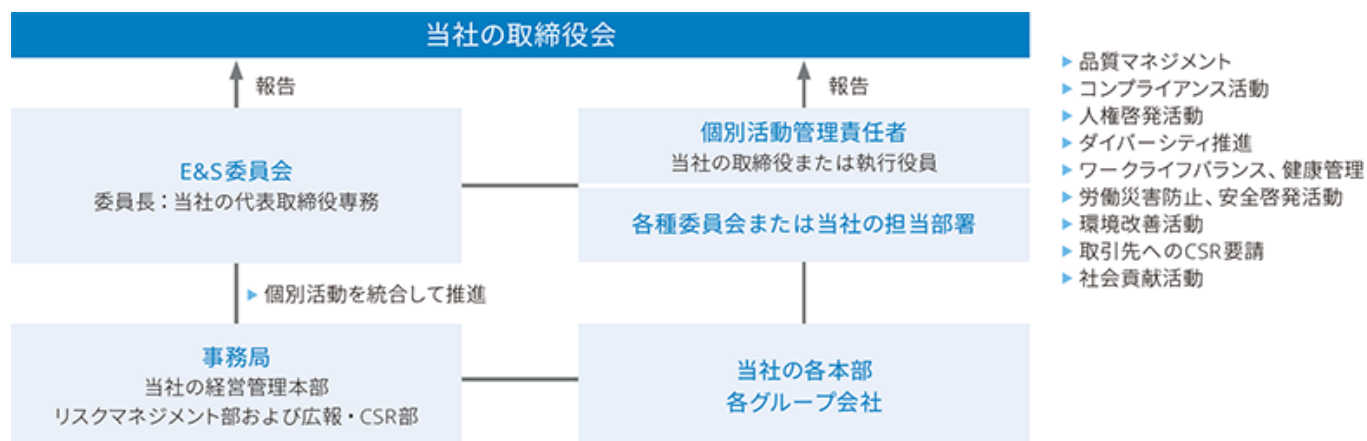 当社の取締役会
報告
報告
E&S委員会
委員長：当社の代表取締役専務
個別活動管理責任者
当社の取締役または執行役員
各種委員会または当社の担当部署
▶ 個別活動を統合して推進
事務局
当社の経営管理本部
リスクマネジメント部および広報・CSR部
当社の各本部
各グループ会社
▶ 品質マネジメント
▶ コンプライアンス活動
▶ 人権啓発活動
▶ ダイバーシティ推進
▶ ワークライフバランス、健康管理
▶ 労働災害防止、安全啓発活動
▶ 環境改善活動
▶ 取引先へのCSR要請
▶ 社会貢献活動